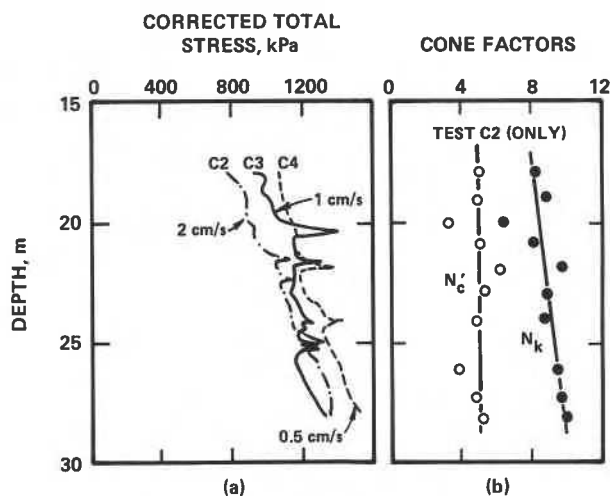 CORRECTED TOTAL
STRESS, kPa
CONE FACTORS
0 400 800 1200
0 4 8 12
15
20
25
30
DEPTH, m
C2 C3 C4
1 cm/s
2 cm/s
0.5 cm/s
TEST C2 (ONLY)
N'c
Nk
(a)
(b)